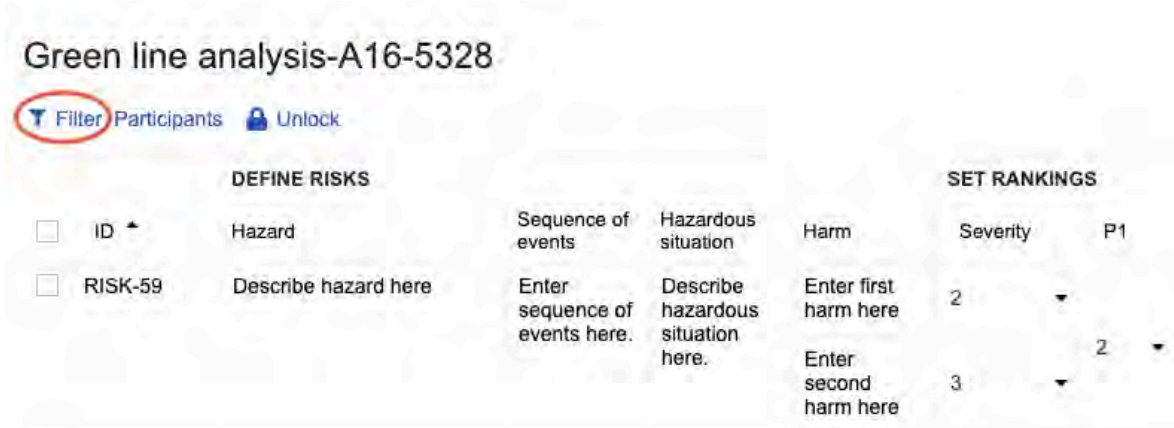 Green line analysis-A16-5328
Filter Participants Unlock
DEFINE RISKS SET RANKINGS
ID Hazard Sequence of events Hazardous situation Harm Severity P1
RISK-59 Describe hazard here Enter sequence of events here. Describe hazardous situation here. Enter first harm here 2
2
Enter second harm here 3